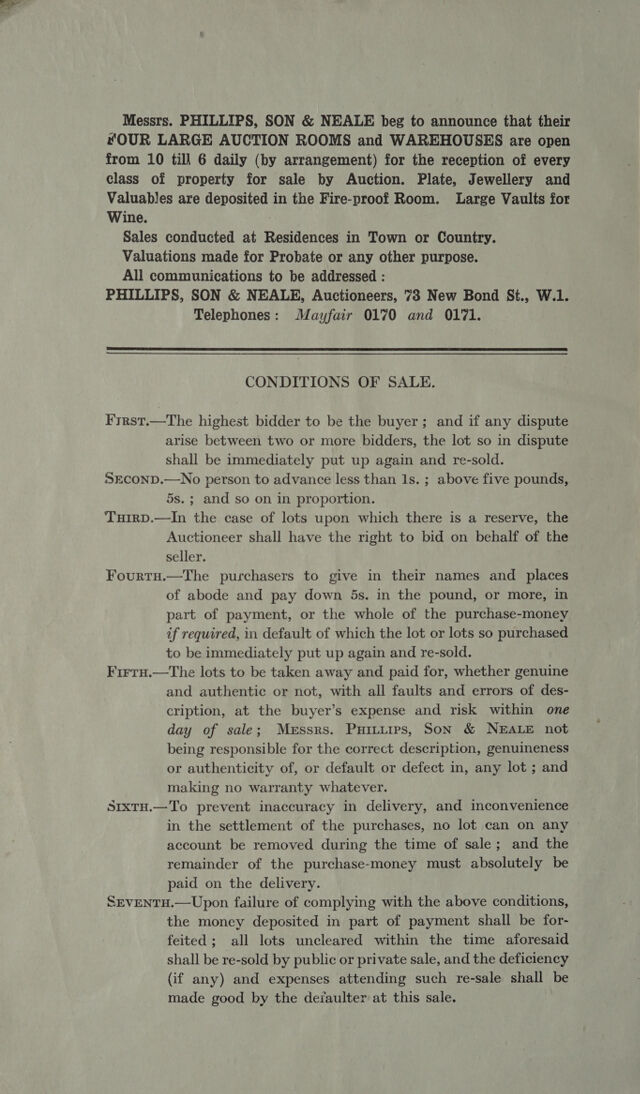 Messrs. PHILLIPS, SON & NEALE beg to announce that their
FOUR LARGE AUCTION ROOMS and WAREHOUSES are open
from 10 till 6 daily (by arrangement) for the reception of every
class of property for sale by Auction. Plate, Jewellery and
Valuables are deposited in the Fire-proof Room. Large Vaults for
Wine.
Sales conducted at Residences in Town or Country.
Valuations made for Probate or any other purpose.
All communications to be addressed :
PHILLIPS, SON & NEALE, Auctioneers, 73 New Bond St., W.1.
Telephones : Mayfair 0170 and 0171.
CONDITIONS OF SALE.
FIRST.—The highest bidder to be the buyer ; and if any dispute
arise between two or more bidders, the lot so in dispute
shall be immediately put up again and re-sold.
SECOND.—No person to advance less than 1s. ; above five pounds,
5s. ; and so on in proportion.
THIRD.—In the case of lots upon which there is a reserve, the
Auctioneer shall have the right to bid on behalf of the
seller.
FOURTH.—The purchasers to give in their names and places
of abode and pay down 5s. in the pound, or more, in
part of payment, or the whole of the purchase-money
if required, in default of which the lot or lots so purchased
to be immediately put up again and re-sold.
FIFTH.—The lots to be taken away and paid for, whether genuine
and authentic or not, with all faults and errors of des-
cription, at the buyer's expense and risk within one
day of sale ; MESSRS. PHILLIPS, SON & NEALE not
being responsible for the correct description, genuineness
or authenticity of, or default or defect in, any lot ; and
making no warranty whatever.
SIXTH.—To prevent inaccuracy in delivery, and inconvenience
in the settlement of the purchases, no lot can on any
account be removed during the time of sale ; and the
remainder of the purchase-money must absolutely be
paid on the delivery.
SEVENTH.—Upon failure of complying with the above conditions,
the money deposited in part of payment shall be for-
feited ; all lots uncleared within the time aforesaid
shall be re-sold by public or private sale, and the deficiency
(if any) and expenses attending such re-sale shall be
made good by the defaulter at this sale.